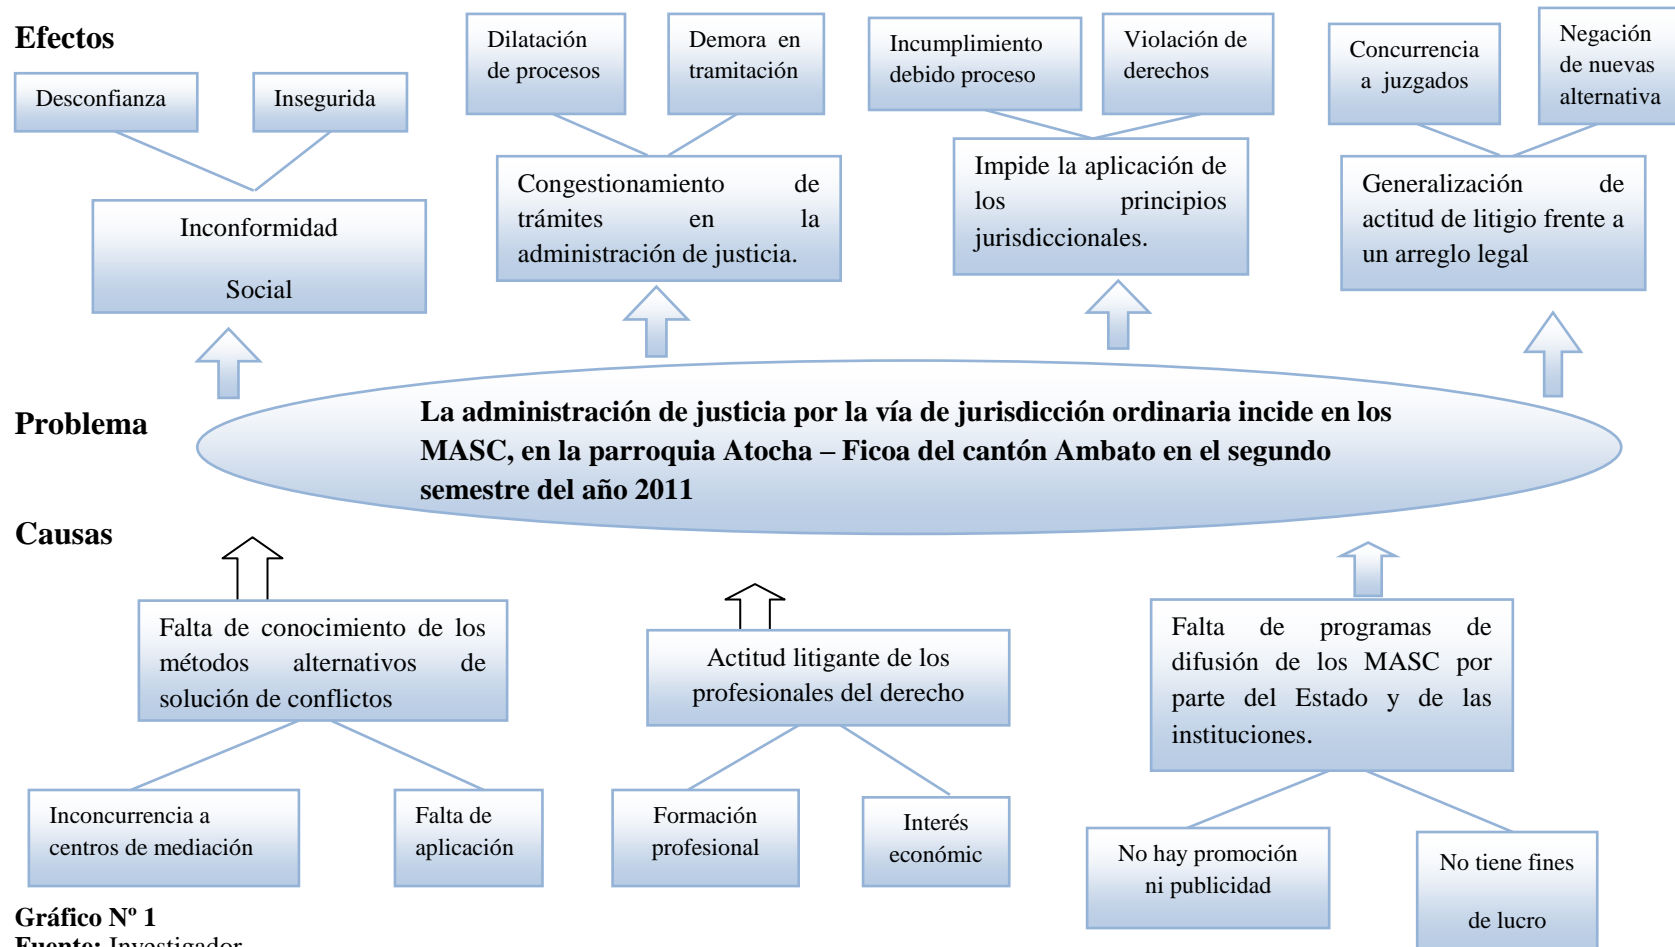 Efectos
Desconfianza
Insegurida
Inconformidad
Social
Dilatación
de procesos
Demora en
tramitación
Congestionamiento de
trámites en la
administración de justicia.
Incumplimiento
debido proceso
Violación de
derechos
Impide la aplicación de
los principios
jurisdiccionales.
Concurrencia
a juzgados
Negación
de nuevas
alternativa
Generalización de
actitud de litigio frente a
un arreglo legal
Problema
La administración de justicia por la vía de jurisdicción ordinaria incide en los
MASC, en la parroquia Atocha – Ficoa del cantón Ambato en el segundo
semestre del año 2011
Causas
Falta de conocimiento de los
métodos alternativos de
solución de conflictos
Inconcurrencia a
centros de mediación
Falta de
aplicación
Actitud litigante de los
profesionales del derecho
Formación
profesional
Interés
económic
Falta de programas de
difusión de los MASC por
parte del Estado y de las
instituciones.
No hay promoción
ni publicidad
No tiene fines
de lucro
Gráfico Nº 1
Fuente: Investigador